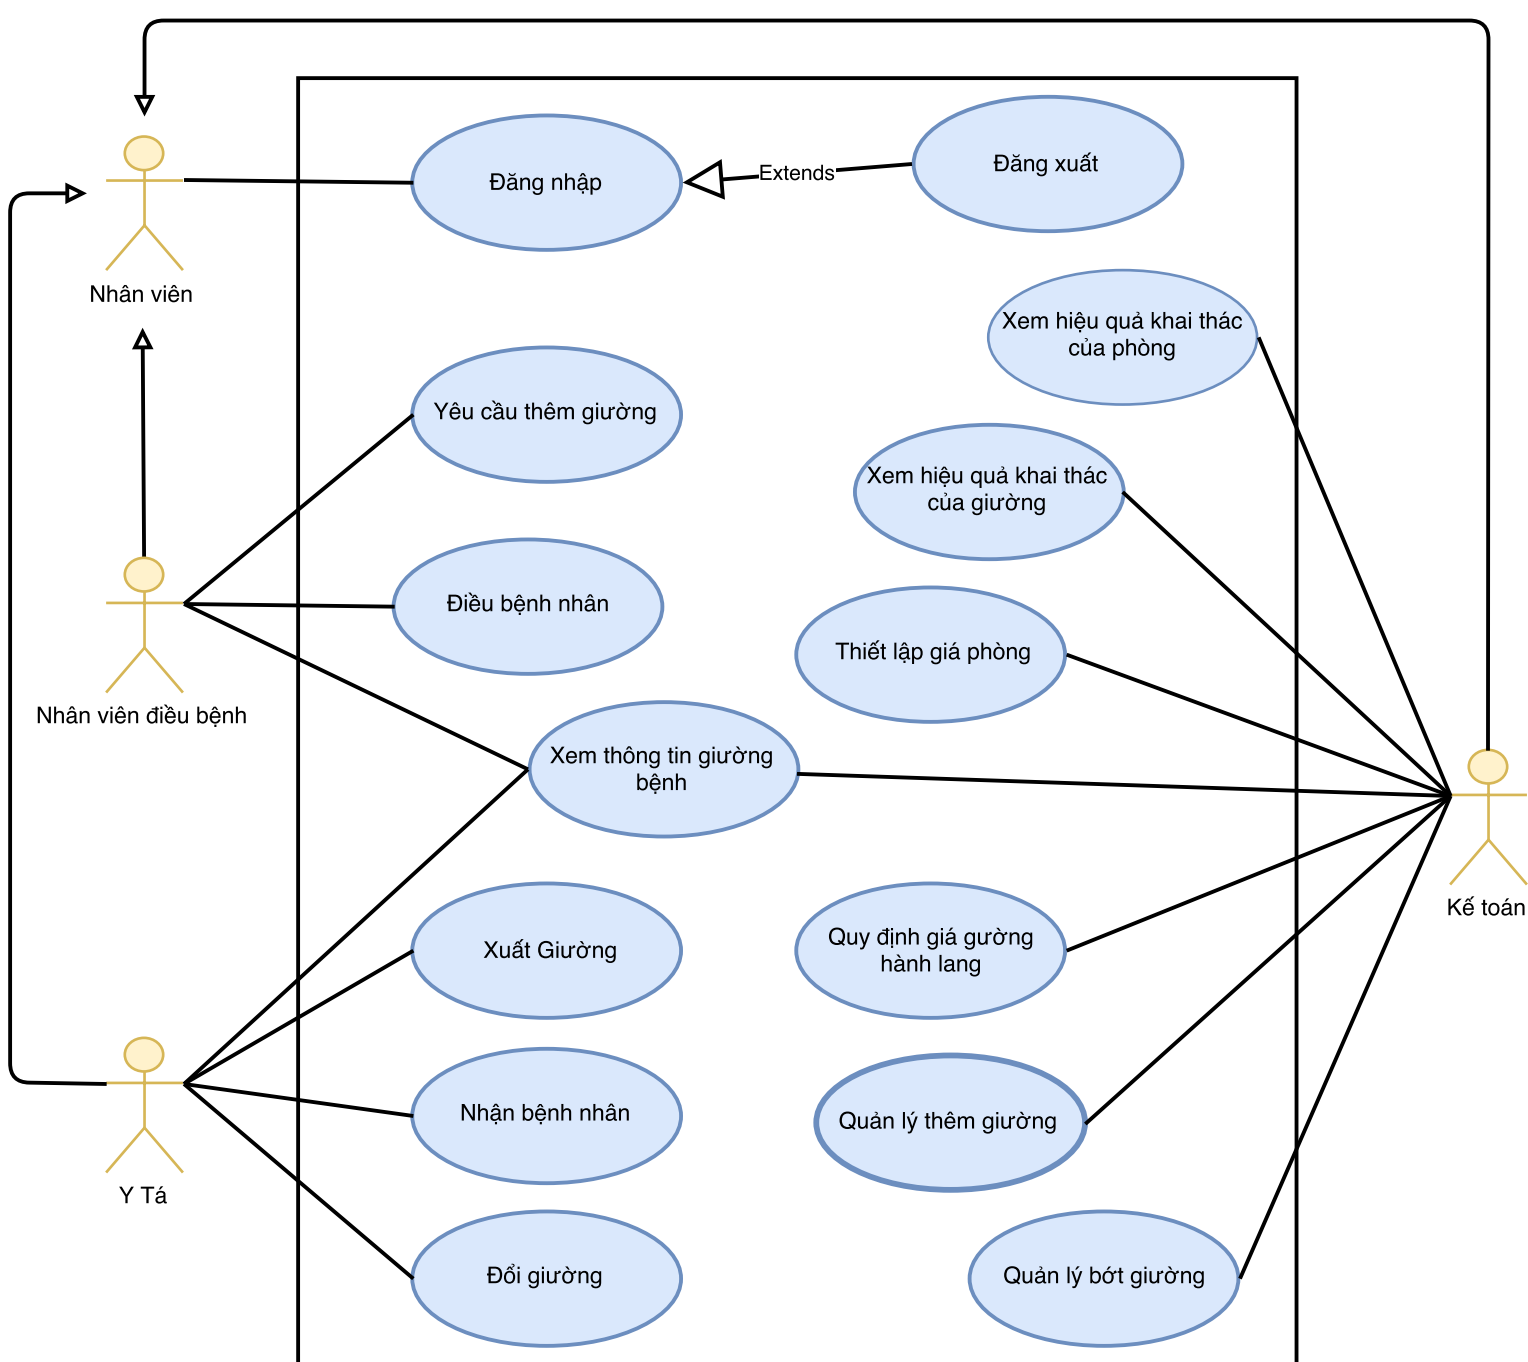 Đăng nhập
Extends
Đăng xuất
Nhân viên
Xem hiệu quả khai thác
của phòng
Yêu cầu thêm giường
Xem hiệu quả khai thác
của giường
Điều bệnh nhân
Thiết lập giá phòng
Nhân viên điều bệnh
Xem thông tin giường
bệnh
Kế toán
Xuất Giường
Quy định giá gường
hành lang
Nhận bệnh nhân
Quản lý thêm giường
Y Tá
Đổi giường
Quản lý bớt giường